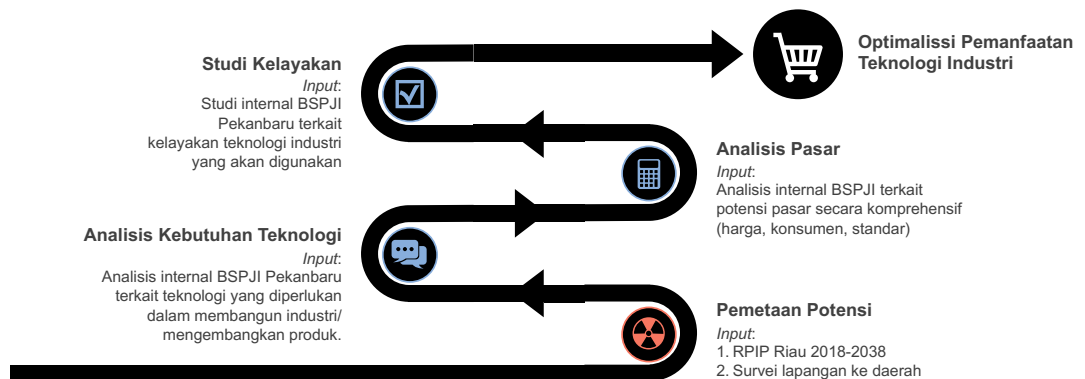 Optimalissi Pemanfaatan
Teknologi Industri
Studi Kelayakan
Input:
Studi internal BSPJI
Pekanbaru terkait
kelayakan teknologi industri
yang akan digunakan
Analisis Pasar
Input:
Analisis internal BSPJI terkait
potensi pasar secara komprehensif
(harga, konsumen, standar)
Analisis Kebutuhan Teknologi
Input:
Analisis internal BSPJI Pekanbaru
terkait teknologi yang diperlukan
dalam membangun industri/
mengembangkan produk.
Pemetaan Potensi
Input:
1. RPIP Riau 2018-2038
2. Survei lapangan ke daerah